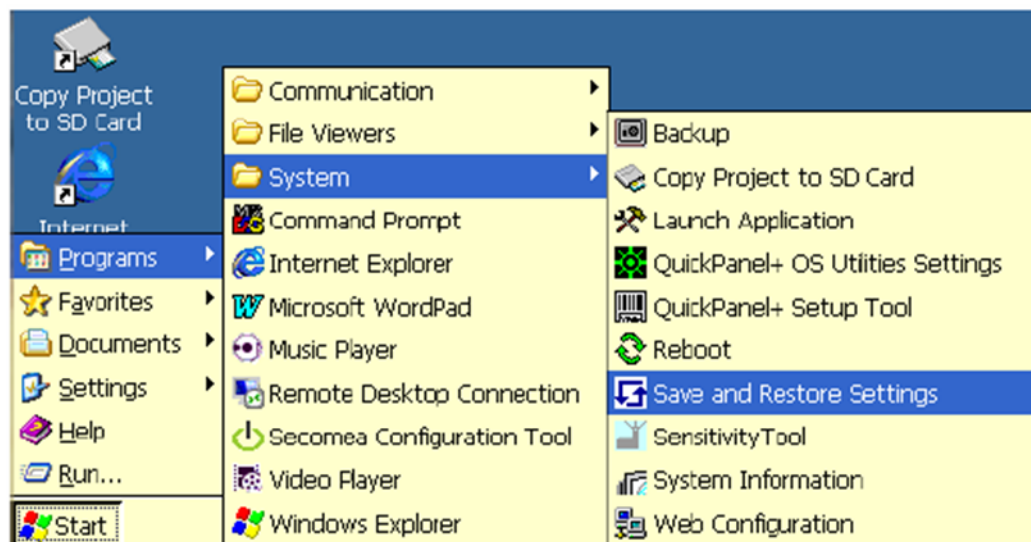 Copy Project
to SD Card
Internet
Programs
Favorites
Documents
Settings
Help
Run...
Start
Communication
File Viewers
System
Command Prompt
Internet Explorer
Microsoft WordPad
Music Player
Remote Desktop Connection
Secomea Configuration Tool
Video Player
Windows Explorer
Backup
Copy Project to SD Card
Launch Application
QuickPanel+ OS Utilities Settings
QuickPanel+ Setup Tool
Reboot
Save and Restore Settings
SensitivityTool
System Information
Web Configuration